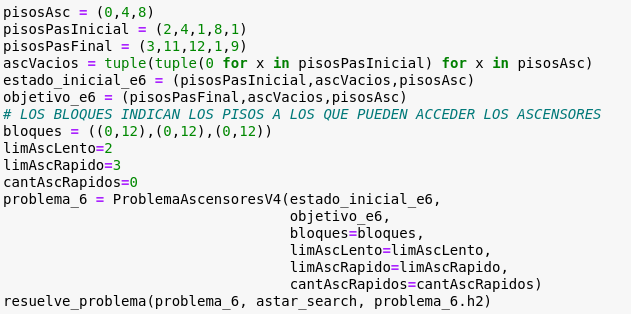 pisosAsc = (0,4,8)
pisosPasInicial = (2,4,1,8,1)
pisosPasFinal = (3,11,12,1,9)
ascVacios = tuple(tuple(0 for x in pisosPasInicial) for x in pisosAsc)
estado_inicial_e6 = (pisosPasInicial,ascVacios,pisosAsc)
objetivo_e6 = (pisosPasFinal,ascVacios,pisosAsc)
# LOS BLOQUES INDICAN LOS PISOS A LOS QUE PUEDEN ACCEDER LOS ASCENSORES
bloques = ((0,12),(0,12),(0,12))
limAscLento=2
limAscRapido=3
cantAscRapidos=0
problema_6 = ProblemaAscensoresV4(estado_inicial_e6,
                                  objetivo_e6,
                                  bloques=bloques,
                                  limAscLento=limAscLento,
                                  limAscRapido=limAscRapido,
                                  cantAscRapidos=cantAscRapidos)
resuelve_problema(problema_6, astar_search, problema_6.h2)